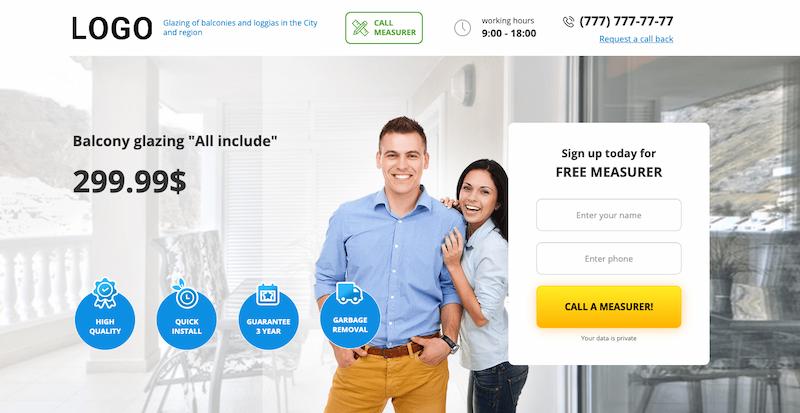 LOGO
Glazing of balconies and loggias in the City
and region
CALL
MEASURER
working hours
9:00 - 18:00
(777) 777-77-77
Request a call back
Balcony glazing "All include"
299.99$
HIGH
QUALITY
QUICK
INSTALL
GUARANTEE
3 YEAR
GARBAGE
REMOVAL
Sign up today for
FREE MEASURER
Enter your name
Enter phone
CALL A MEASURER!
Your data is private